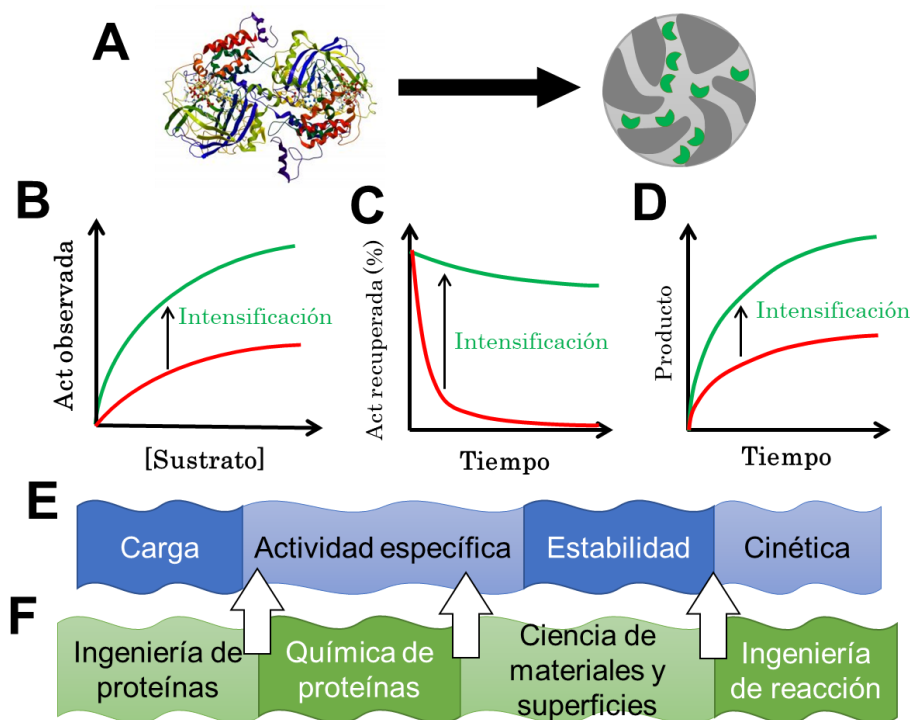 A
B
Act observada
Intensificación
[Sustrato]
C
Act recuperada (%)
Intensificación
Tiempo
D
Producto
Intensificación
Tiempo
E
Carga
Actividad específica
Estabilidad
Cinética
F
Ingeniería de
proteínas
Química de
proteínas
Ciencia de
materiales y
superficies
Ingeniería
de reacción